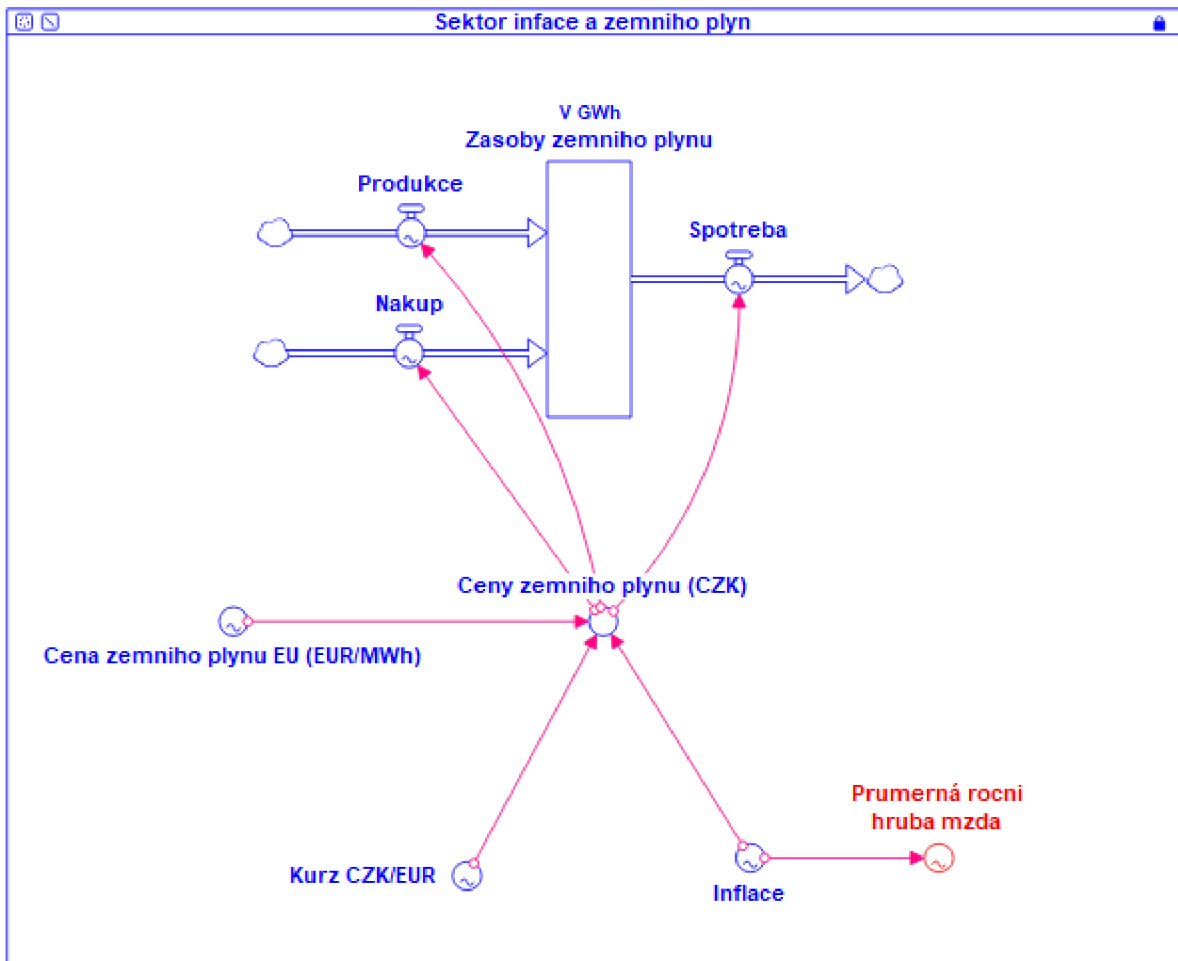 Sektor inface a zemniho plyn
V GWh
Zasoby zemniho plynu
Produkce
Spotreba
Nakup
Ceny zemniho plynu (CZK)
Cena zemniho plynu EU (EUR/MWh)
Prumerná rocni
hruba mzda
Kurz CZK/EUR
Inflace